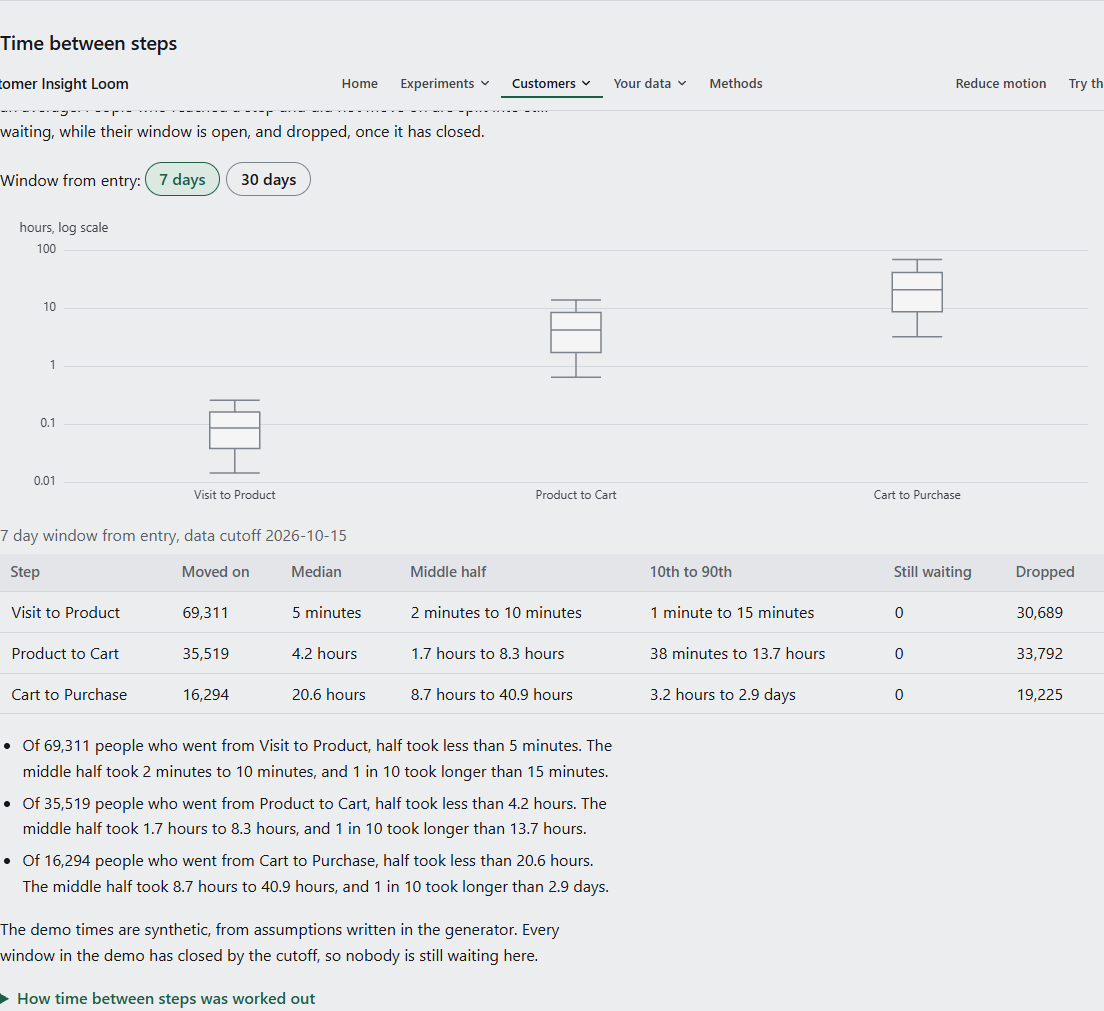 Time between steps
tomer Insight Loom
Home
Experiments
Customers
Your data
Methods
Reduce motion
Try th
waiting, while their window is open, and dropped, once it has closed.
Window from entry: 7 days 30 days
hours, log scale
100
10
1
0.1
0.01
Visit to Product
Product to Cart
Cart to Purchase
7 day window from entry, data cutoff 2026-10-15
Step Moved on Median Middle half 10th to 90th Still waiting Dropped
Visit to Product 69,311 5 minutes 2 minutes to 10 minutes 1 minute to 15 minutes 0 30,689
Product to Cart 35,519 4.2 hours 1.7 hours to 8.3 hours 38 minutes to 13.7 hours 0 33,792
Cart to Purchase 16,294 20.6 hours 8.7 hours to 40.9 hours 3.2 hours to 2.9 days 0 19,225
Of 69,311 people who went from Visit to Product, half took less than 5 minutes. The
middle half took 2 minutes to 10 minutes, and 1 in 10 took longer than 15 minutes.
Of 35,519 people who went from Product to Cart, half took less than 4.2 hours. The
middle half took 1.7 hours to 8.3 hours, and 1 in 10 took longer than 13.7 hours.
Of 16,294 people who went from Cart to Purchase, half took less than 20.6 hours.
The middle half took 8.7 hours to 40.9 hours, and 1 in 10 took longer than 2.9 days.
The demo times are synthetic, from assumptions written in the generator. Every
window in the demo has closed by the cutoff, so nobody is still waiting here.
How time between steps was worked out